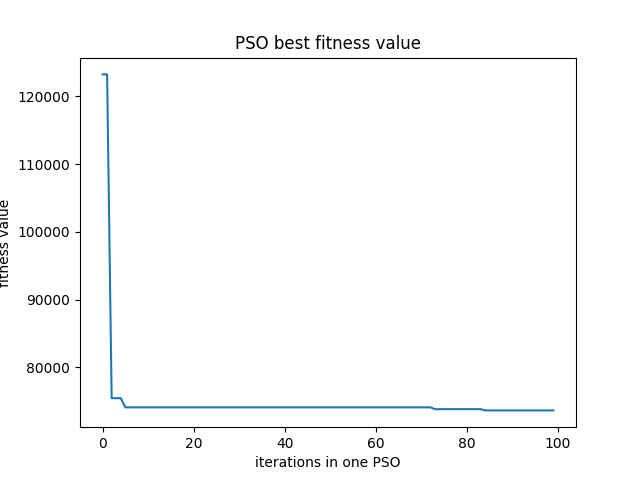 PSO best fitness value
120000
110000
100000
90000
80000
fitness value
0 20 40 60 80 100
iterations in one PSO